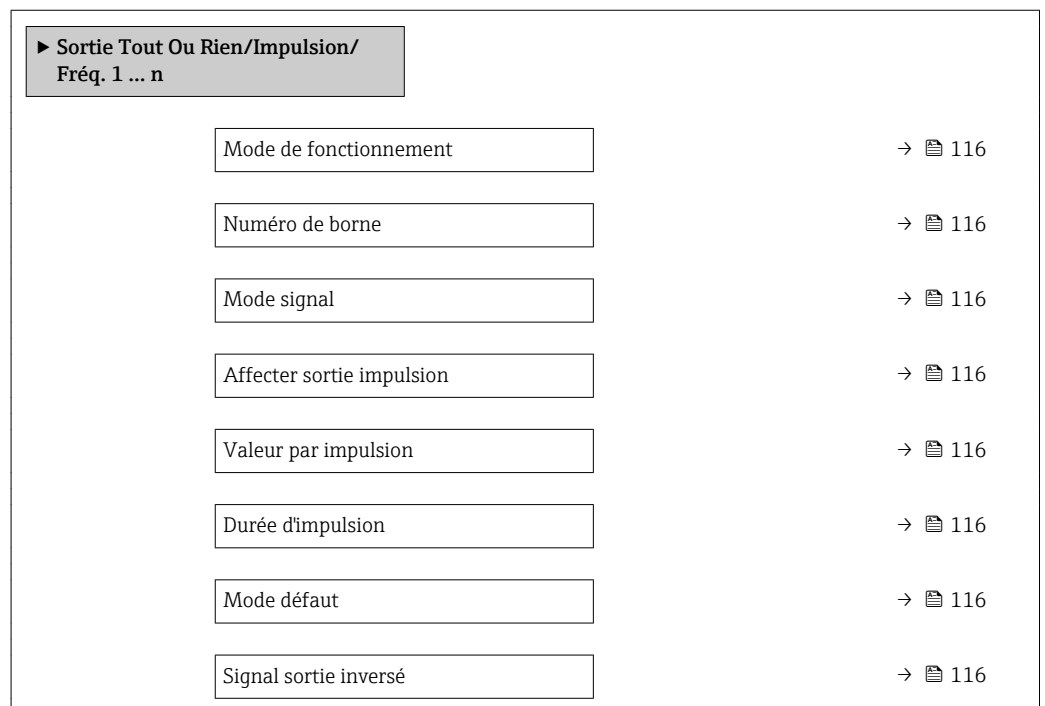 ▶ Sortie Tout Ou Rien/Impulsion/
Fréq. 1 ... n
Mode de fonctionnement → 116
Numéro de borne → 116
Mode signal → 116
Affecter sortie impulsion → 116
Valeur par impulsion → 116
Durée d'impulsion → 116
Mode défaut → 116
Signal sortie inversé → 116